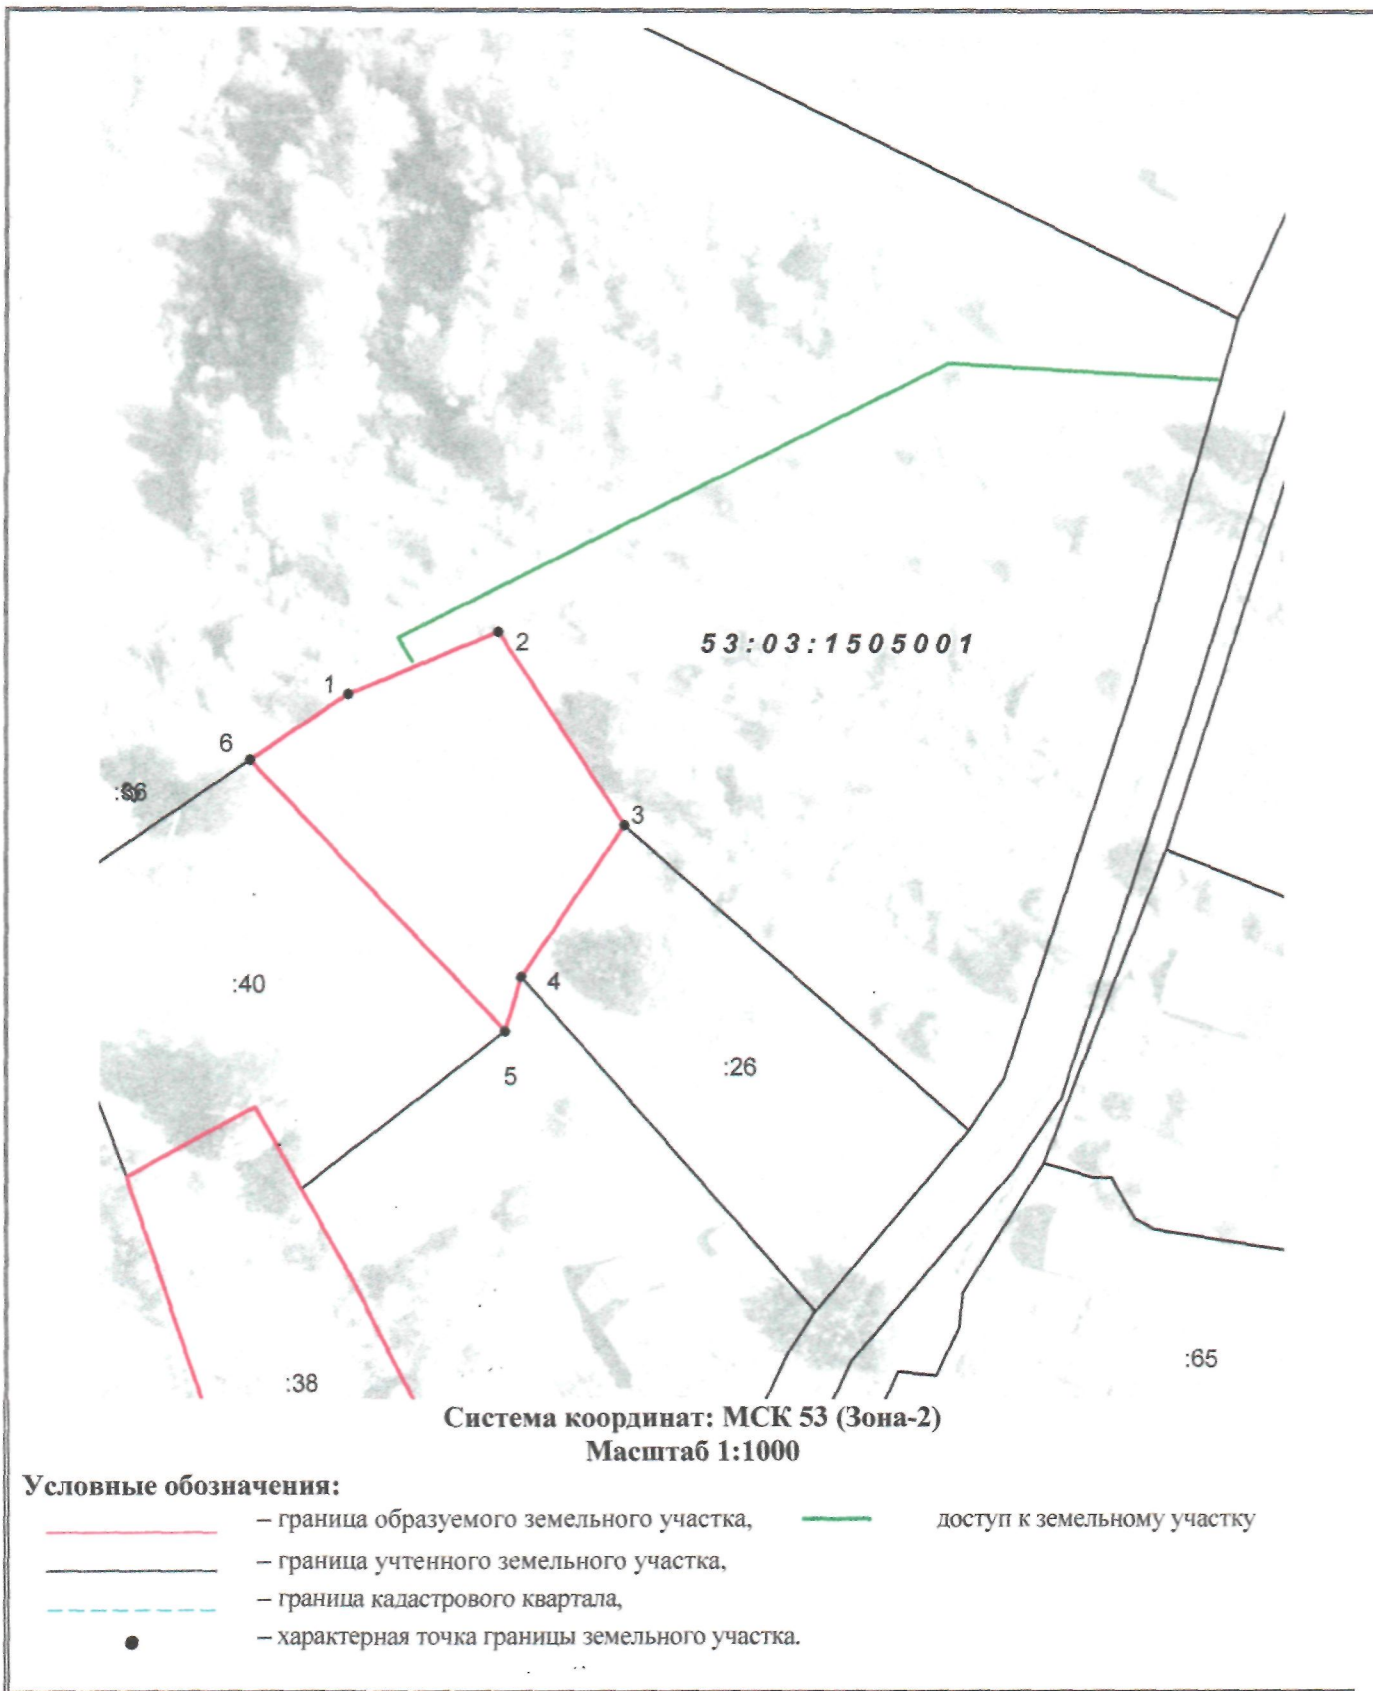 2
53:03:1505001
1
6
3
:40
4
:26
5
:65
:38
Система координат: МСК 53 (Зона-2)
Масштаб 1:1000
Условные обозначения:
– граница образуемого земельного участка, доступ к земельному участку
– граница учтенного земельного участка,
– граница кадастрового квартала,
– характерная точка границы земельного участка.